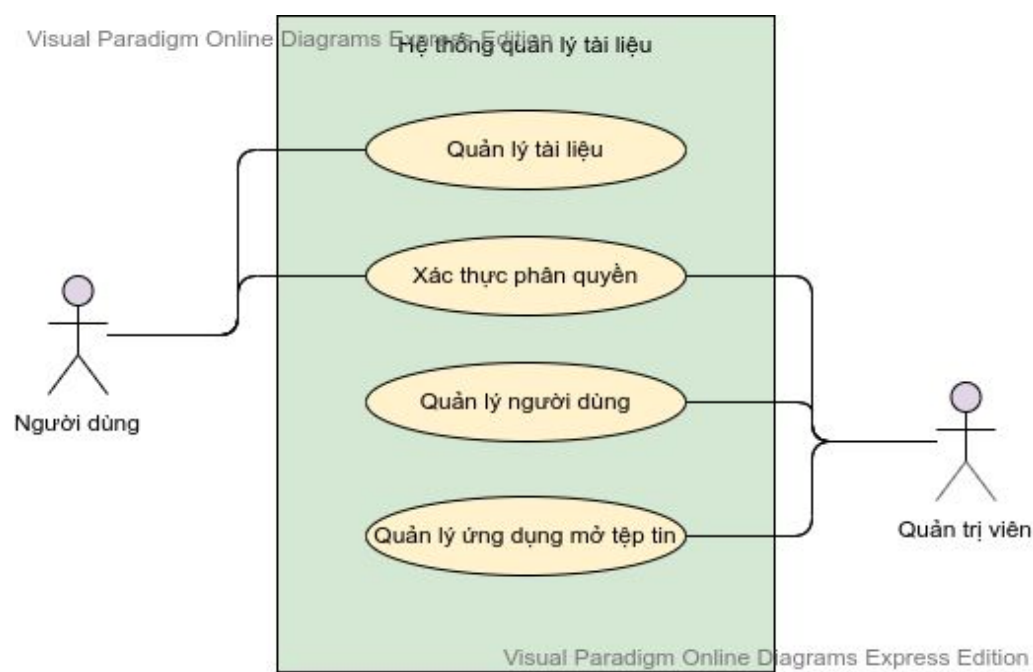 Visual Paradigm Online Diagrams Express Edition
Hệ thống quản lý tài liệu
Quản lý tài liệu
Xác thực phân quyền
Quản lý người dùng
Người dùng
Quản lý ứng dụng mở tệp tin
Quản trị viên
Visual Paradigm Online Diagrams Express Edition